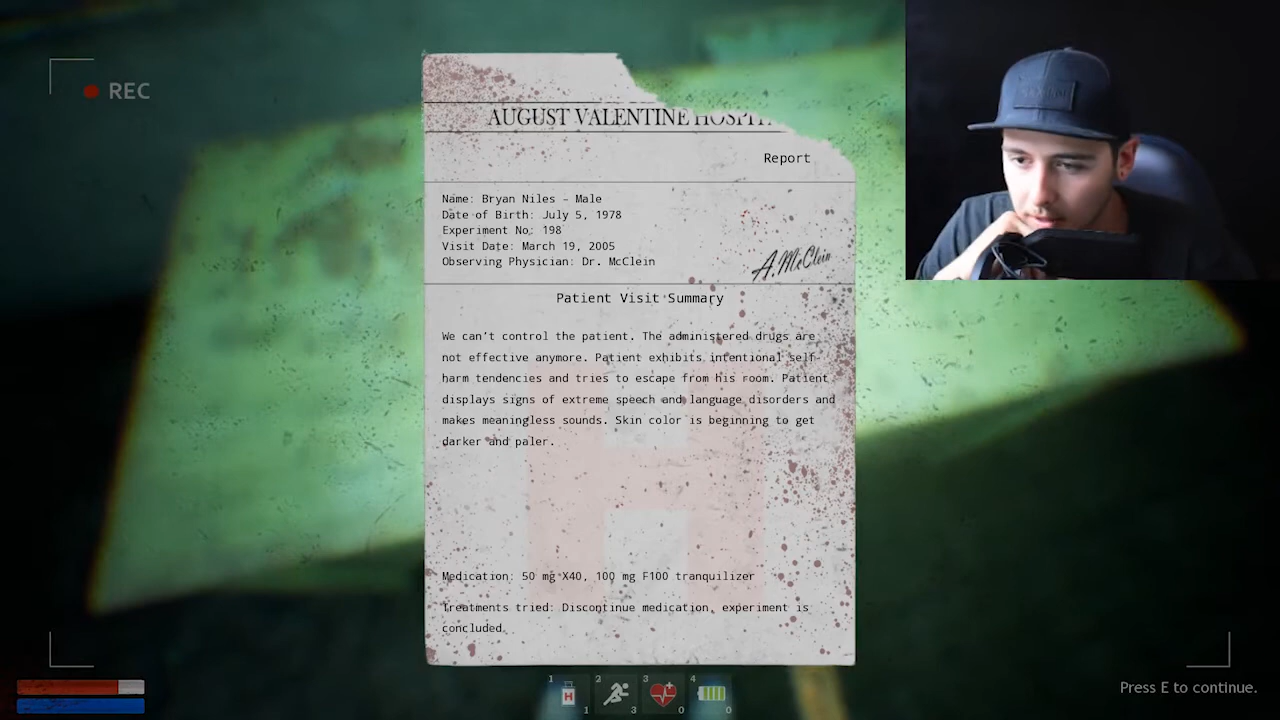 REC
AUGUST VALENTINE
Report
Name: Bryan Niles - Male
Date of Birth: July 5, 1978
Experiment No: 198
Visit Date: March 19, 2005
Observing Physician: Dr. McClein
A.McClein
Patient Visit Summary
We can't control the patient. The administered drugs are
not effective anymore. Patient exhibits intentional self-
harm tendencies and tries to escape from his room. Patient
displays signs of extreme speech and language disorders and
makes meaningless sounds. Skin color is beginning to get
darker and paler.
H
Medication: 50 mg X40, 100 mg F100 tranquilizer
Treatments tried: Discontinue medication, experiment is
concluded.
1 2 3 4
H
1 3 0 0
Press E to continue.